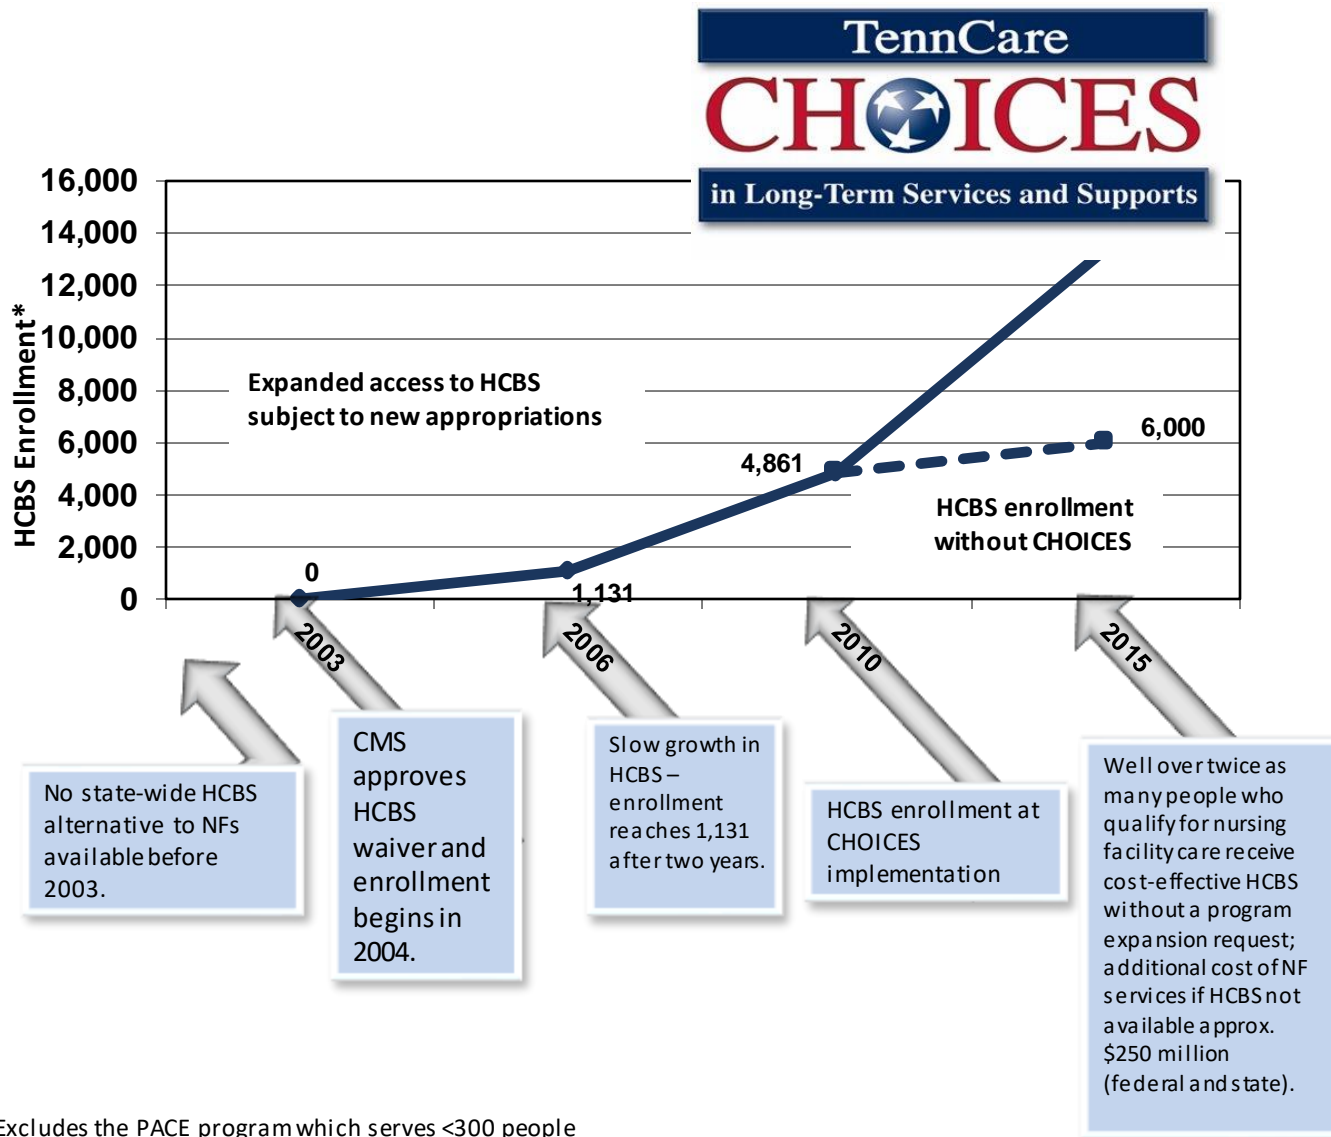 TennCare
CHOICES
in Long-Term Services and Supports
16,000
14,000
12,000
10,000
8,000
6,000
4,000
2,000
0
HCBS Enrollment*
Expanded access to HCBS
subject to new appropriations
0
1,131
4,861
6,000
HCBS enrollment
without CHOICES
2003
2006
2010
2015
No state-wide HCBS
alternative to NFs
available before
2003.
CMS
approves
HCBS
waiver and
enrollment
begins in
2004.
Slow growth in
HCBS –
enrollment
reaches 1,131
after two years.
HCBS enrollment at
CHOICES
implementation
Well over twice as
many people who
qualify for nursing
facility care receive
cost-effective HCBS
without a program
expansion request;
additional cost of NF
services if HCBS not
available approx.
$250 million
(federal and state).
Excludes the PACE program which serves <300 people